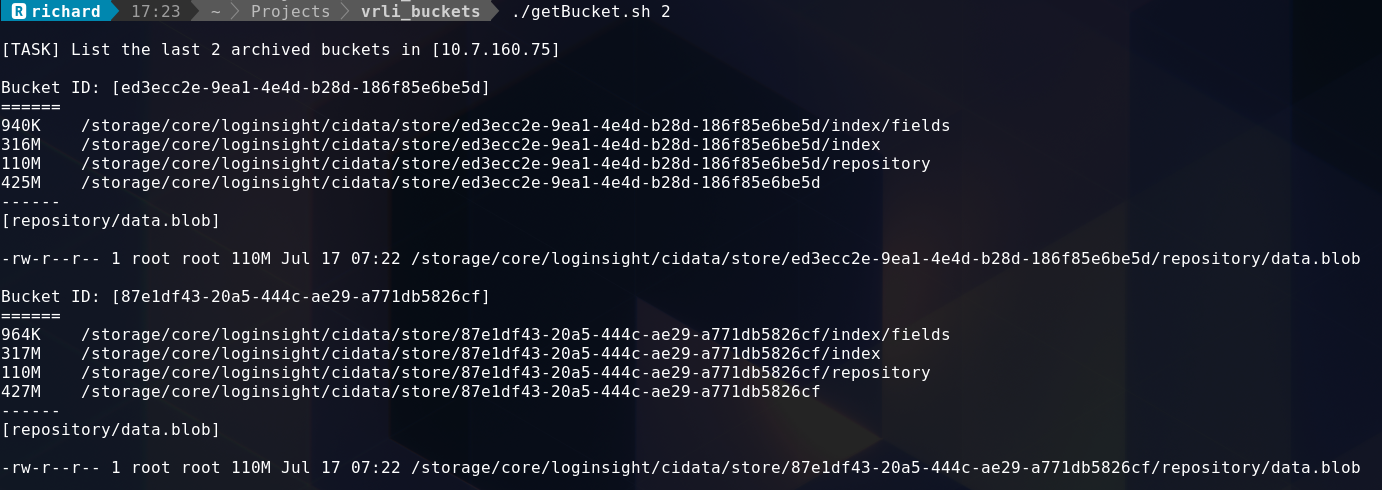 R richard 17:23 ~ Projects vrli_buckets ./getBucket.sh 2
[TASK] List the last 2 archived buckets in [10.7.160.75]
Bucket ID: [ed3ecc2e-9ea1-4e4d-b28d-186f85e6be5d]
======
940K    /storage/core/loginsight/cidata/store/ed3ecc2e-9ea1-4e4d-b28d-186f85e6be5d/index/fields
316M    /storage/core/loginsight/cidata/store/ed3ecc2e-9ea1-4e4d-b28d-186f85e6be5d/index
110M    /storage/core/loginsight/cidata/store/ed3ecc2e-9ea1-4e4d-b28d-186f85e6be5d/repository
425M    /storage/core/loginsight/cidata/store/ed3ecc2e-9ea1-4e4d-b28d-186f85e6be5d
------
[repository/data.blob]
-rw-r--r-- 1 root root 110M Jul 17 07:22 /storage/core/loginsight/cidata/store/ed3ecc2e-9ea1-4e4d-b28d-186f85e6be5d/repository/data.blob
Bucket ID: [87e1df43-20a5-444c-ae29-a771db5826cf]
======
964K    /storage/core/loginsight/cidata/store/87e1df43-20a5-444c-ae29-a771db5826cf/index/fields
317M    /storage/core/loginsight/cidata/store/87e1df43-20a5-444c-ae29-a771db5826cf/index
110M    /storage/core/loginsight/cidata/store/87e1df43-20a5-444c-ae29-a771db5826cf/repository
427M    /storage/core/loginsight/cidata/store/87e1df43-20a5-444c-ae29-a771db5826cf
------
[repository/data.blob]
-rw-r--r-- 1 root root 110M Jul 17 07:22 /storage/core/loginsight/cidata/store/87e1df43-20a5-444c-ae29-a771db5826cf/repository/data.blob